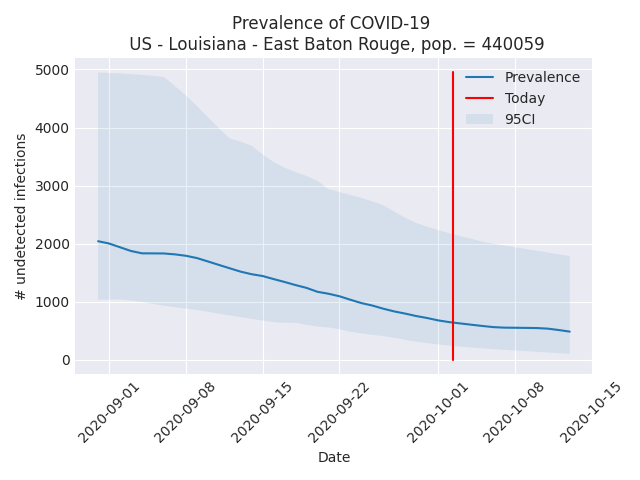 Prevalence of COVID-19
US - Louisiana - East Baton Rouge, pop. = 440059
5000
4000
3000
2000
1000
0
# undetected infections
Prevalence
Today
95CI
2020-09-01
2020-09-08
2020-09-15
2020-09-22
2020-10-01
2020-10-08
2020-10-15
Date